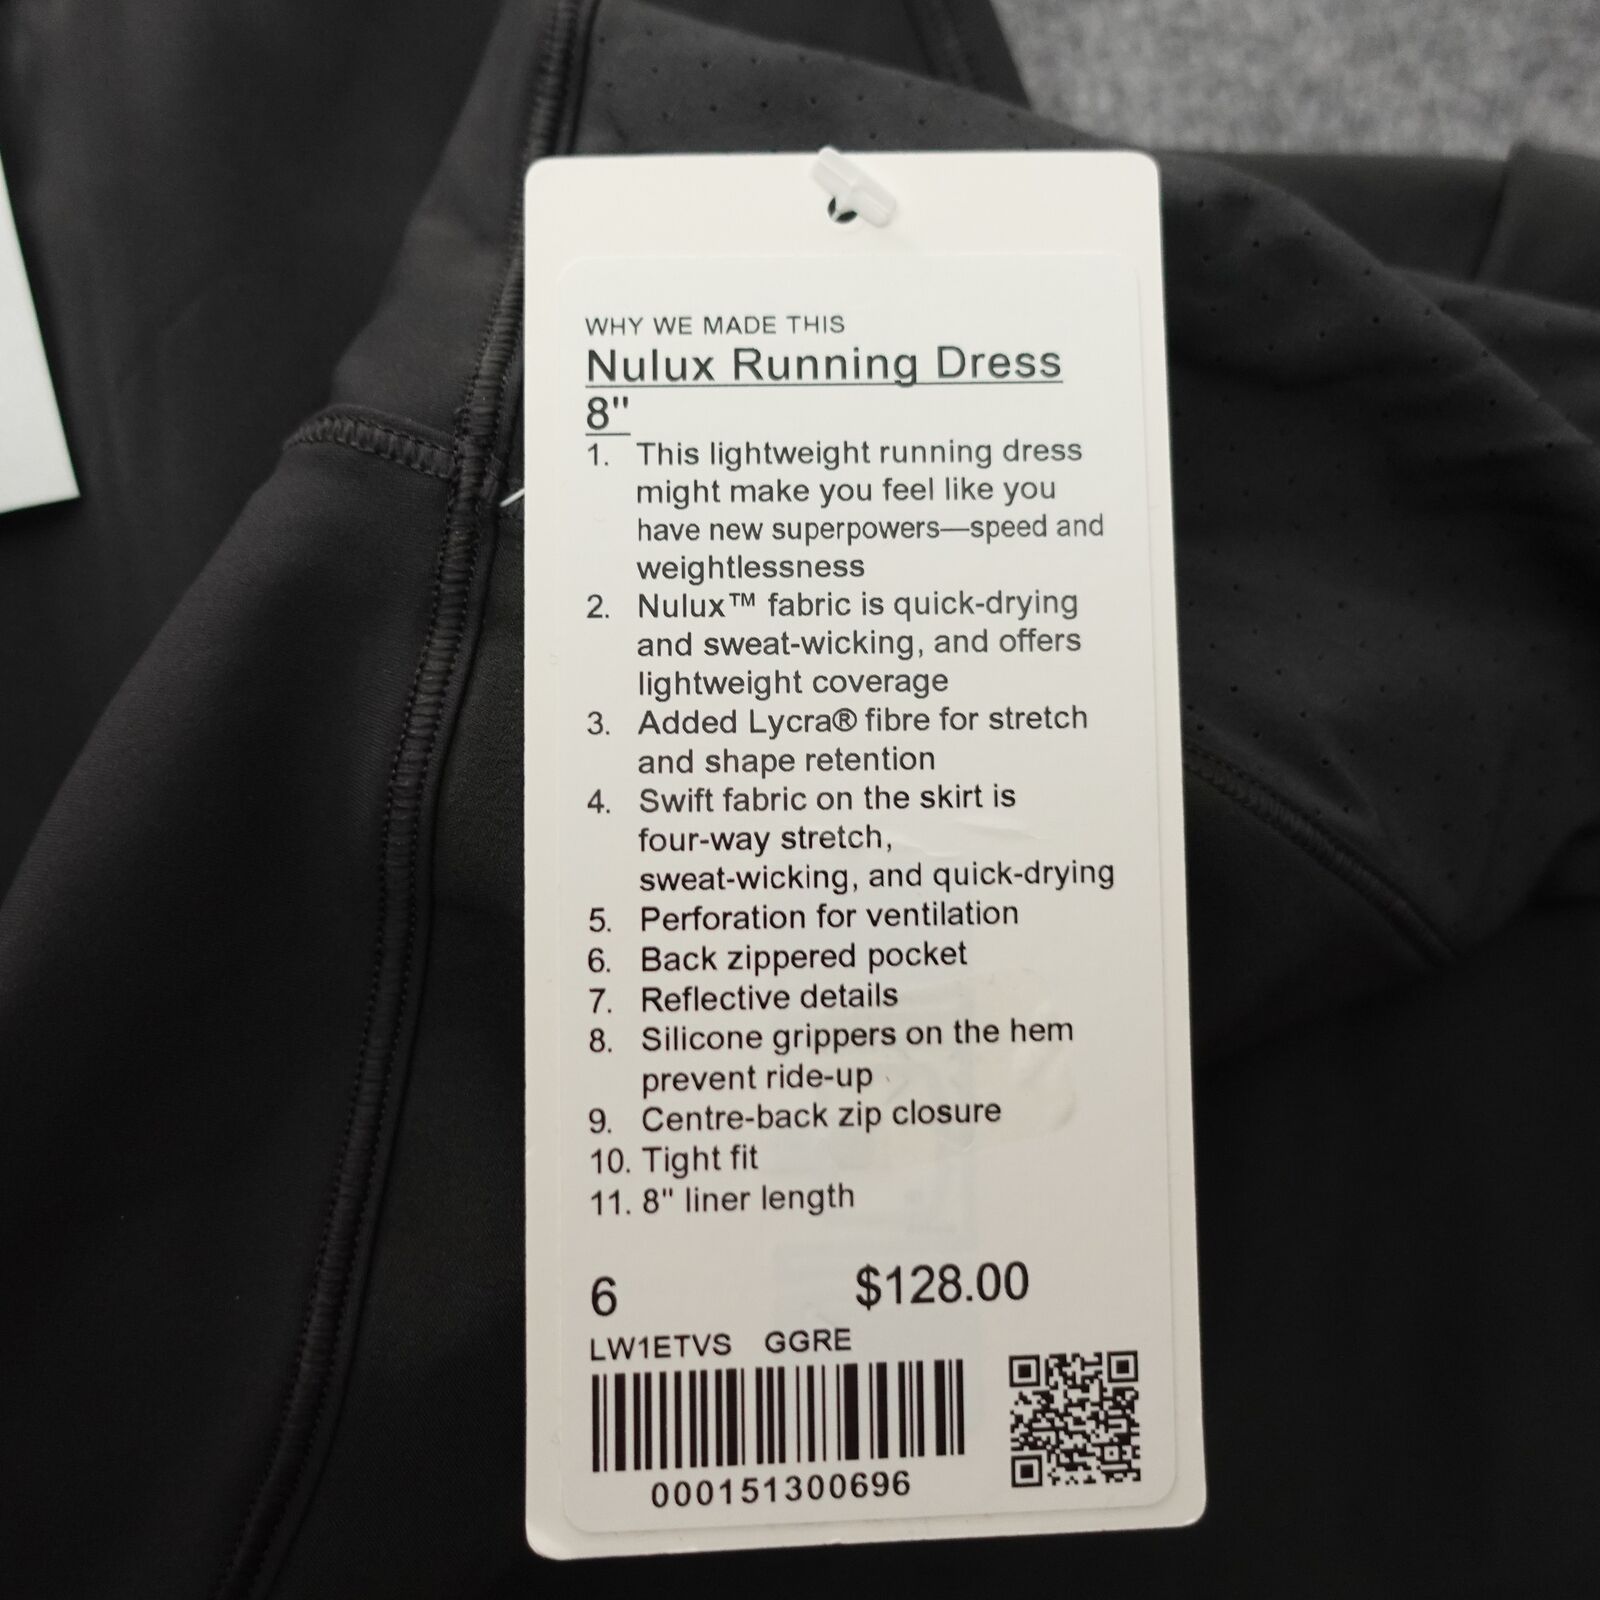 WHY WE MADE THIS
Nulux Running Dress
8"
1. This lightweight running dress
might make you feel like you
have new superpowers—speed and
weightlessness
2. Nulux™ fabric is quick-drying
and sweat-wicking, and offers
lightweight coverage
3. Added Lycra® fibre for stretch
and shape retention
4. Swift fabric on the skirt is
four-way stretch,
sweat-wicking, and quick-drying
5. Perforation for ventilation
6. Back zippered pocket
7. Reflective details
8. Silicone grippers on the hem
prevent ride-up
9. Centre-back zip closure
10. Tight fit
11. 8" liner length
6 $128.00
LW1ETVS GGRE
000151300696